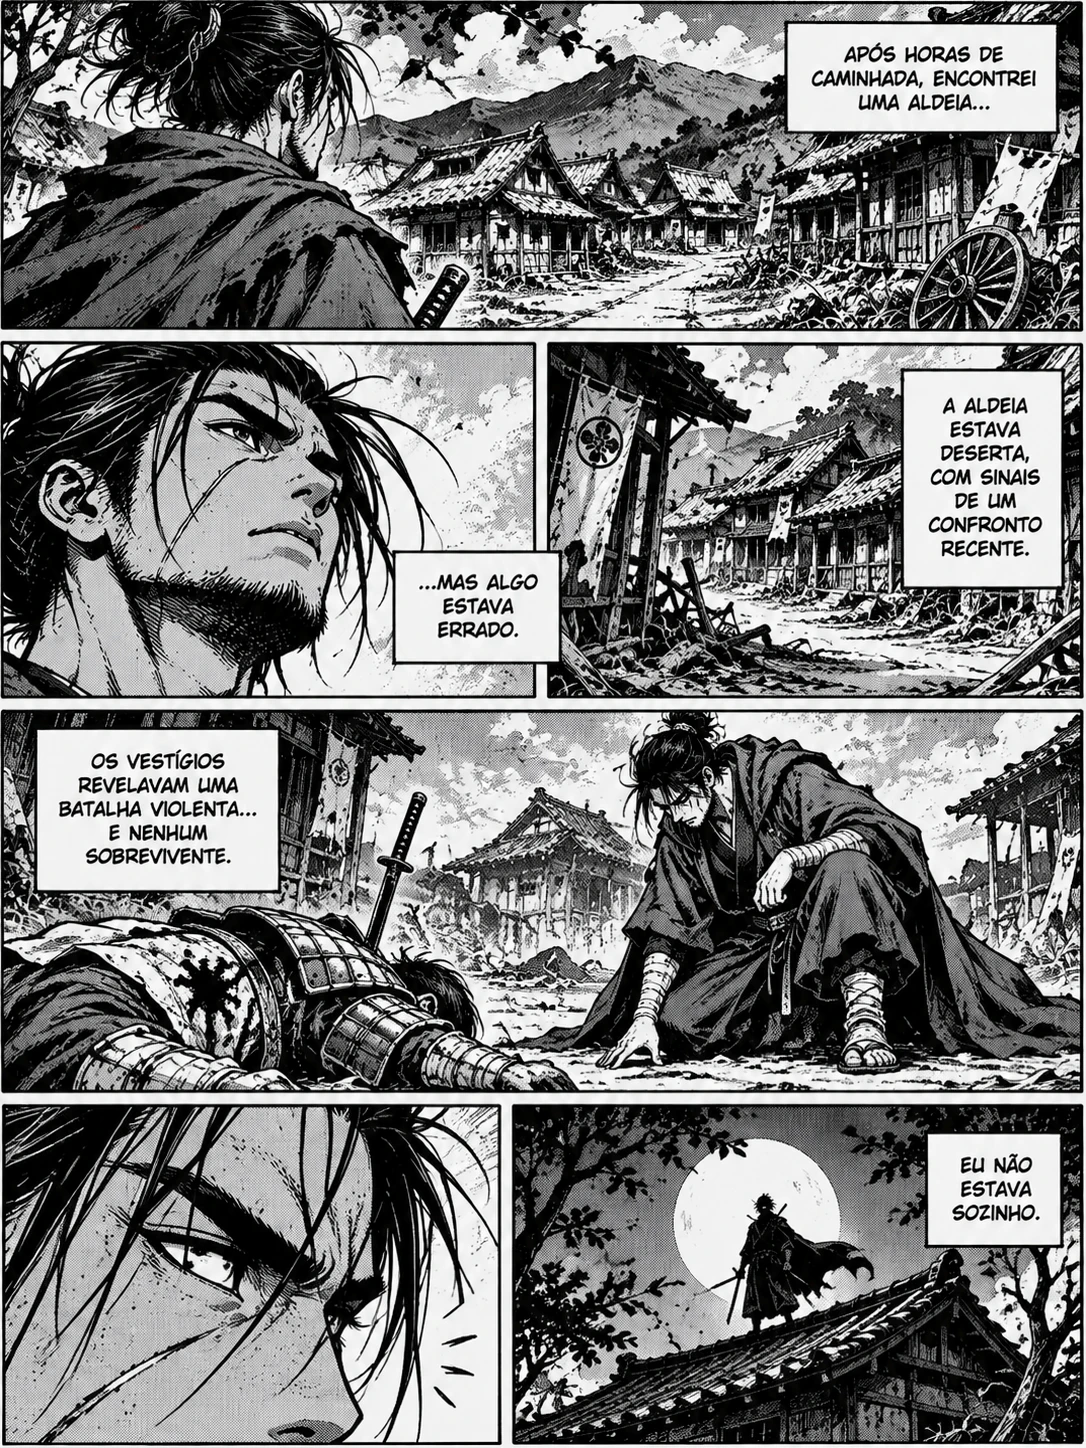 APÓS HORAS DE
CAMINHADA, ENCONTREI
UMA ALDEIA...
...MAS ALGO
ESTAVA
ERRADO.
A ALDEIA
ESTAVA
DESERTA,
COM SINAIS
DE UM
CONFRONTO
RECENTE.
OS VESTÍGIOS
REVELAVAM UMA
BATALHA VIOLENTA...
E NENHUM
SOBREVIVENTE.
EU NÃO
ESTAVA
SOZINHO.